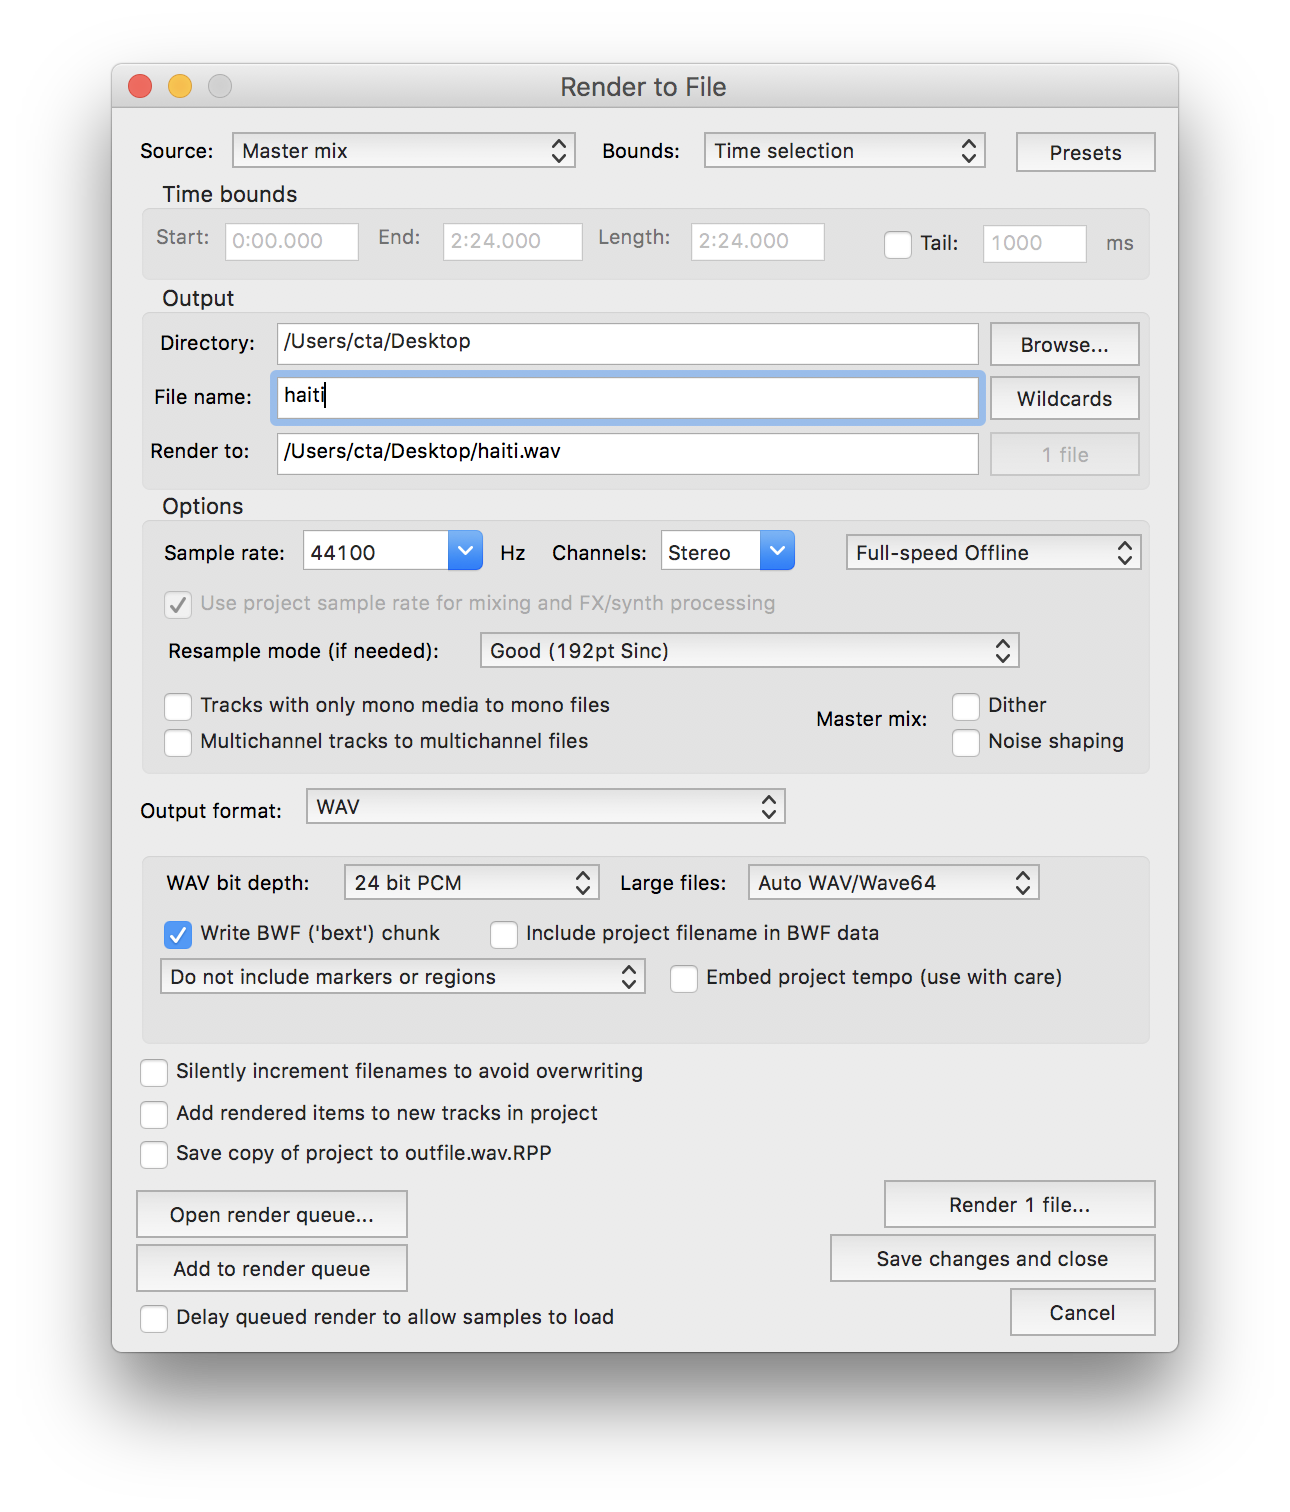 Render to File
Source: Master mix Bounds: Time selection Presets
Time bounds
Start: 0:00.000 End: 2:24.000 Length: 2:24.000 Tail: 1000 ms
Output
Directory: /Users/cta/Desktop Browse...
File name: haiti Wildcards
Render to: /Users/cta/Desktop/haiti.wav 1 file
Options
Sample rate: 44100 Hz Channels: Stereo Full-speed Offline
Use project sample rate for mixing and FX/synth processing
Resample mode (if needed): Good (192pt Sinc)
Tracks with only mono media to mono files
Master mix: Dither
Multichannel tracks to multichannel files Noise shaping
Output format: WAV
WAV bit depth: 24 bit PCM Large files: Auto WAV/Wave64
Write BWF ('bext') chunk Include project filename in BWF data
Do not include markers or regions Embed project tempo (use with care)
Silently increment filenames to avoid overwriting
Add rendered items to new tracks in project
Save copy of project to outfile.wav.RPP
Open render queue... Render 1 file...
Add to render queue Save changes and close
Delay queued render to allow samples to load Cancel